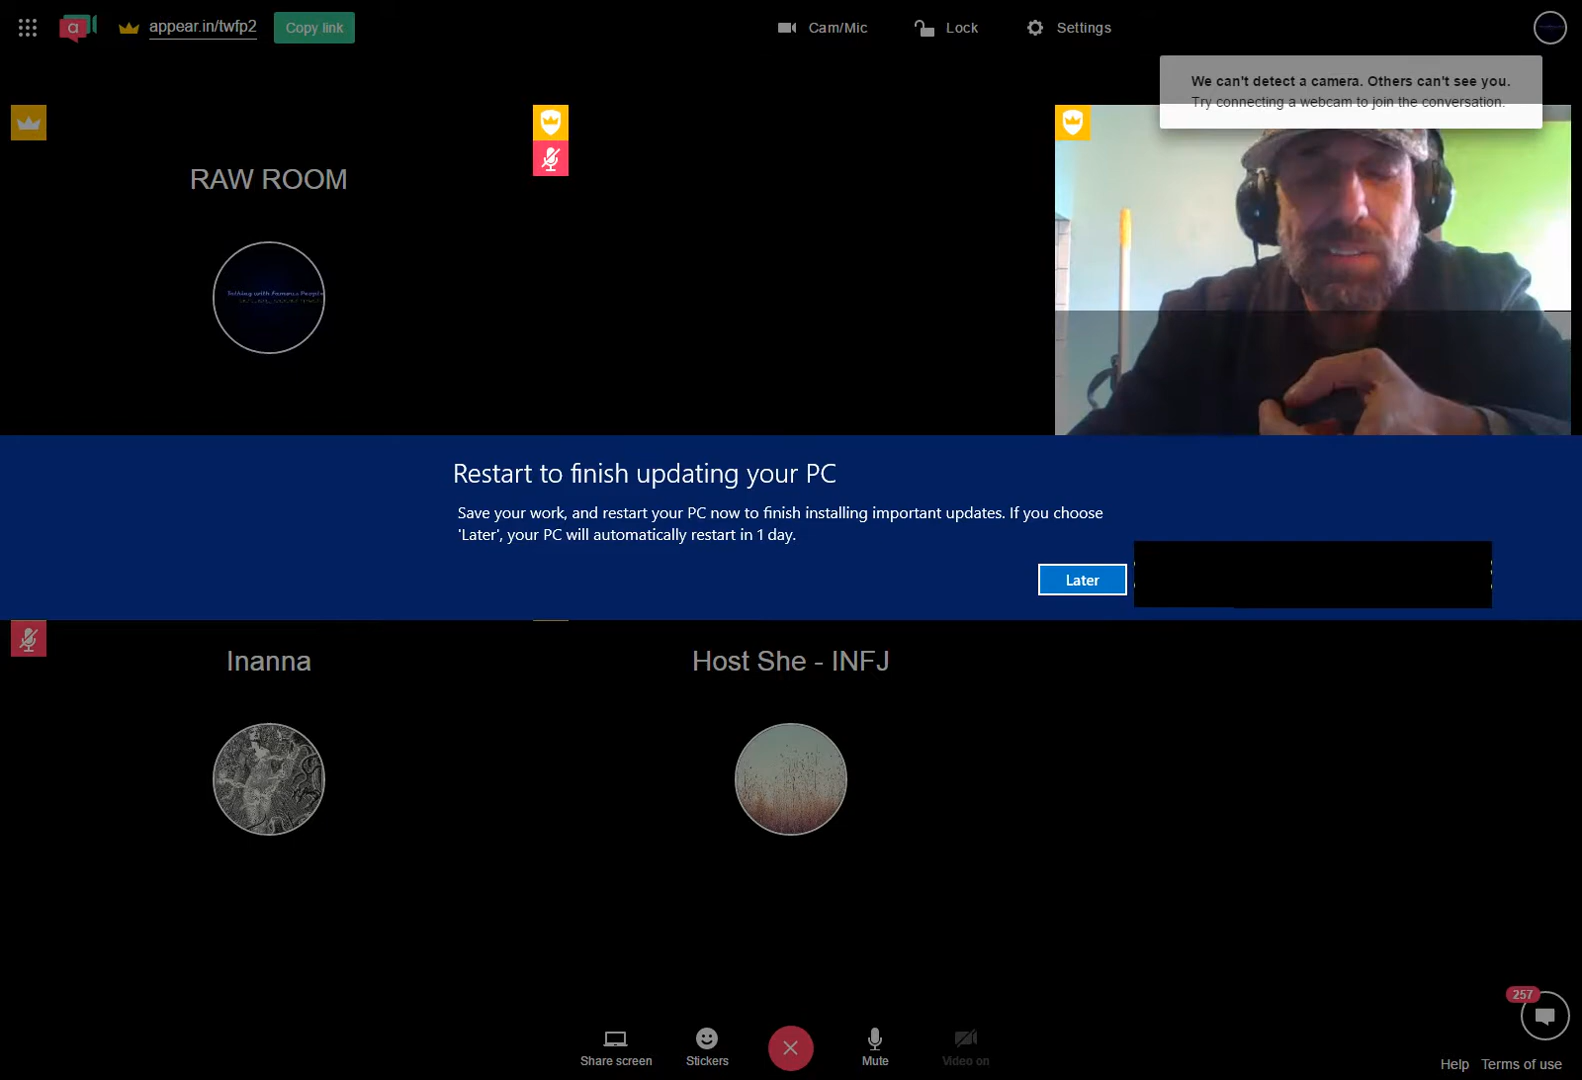 appear.in/twfp2
Copy link
Cam/Mic
Lock
Settings
We can't detect a camera. Others can't see you.
Try connecting a webcam to join the conversation.
RAW ROOM
Restart to finish updating your PC
Save your work, and restart your PC now to finish installing important updates. If you choose
'Later', your PC will automatically restart in 1 day.
Later
Inanna
Host She - INFJ
257
Share screen
Stickers
Mute
Video on
Help
Terms of use